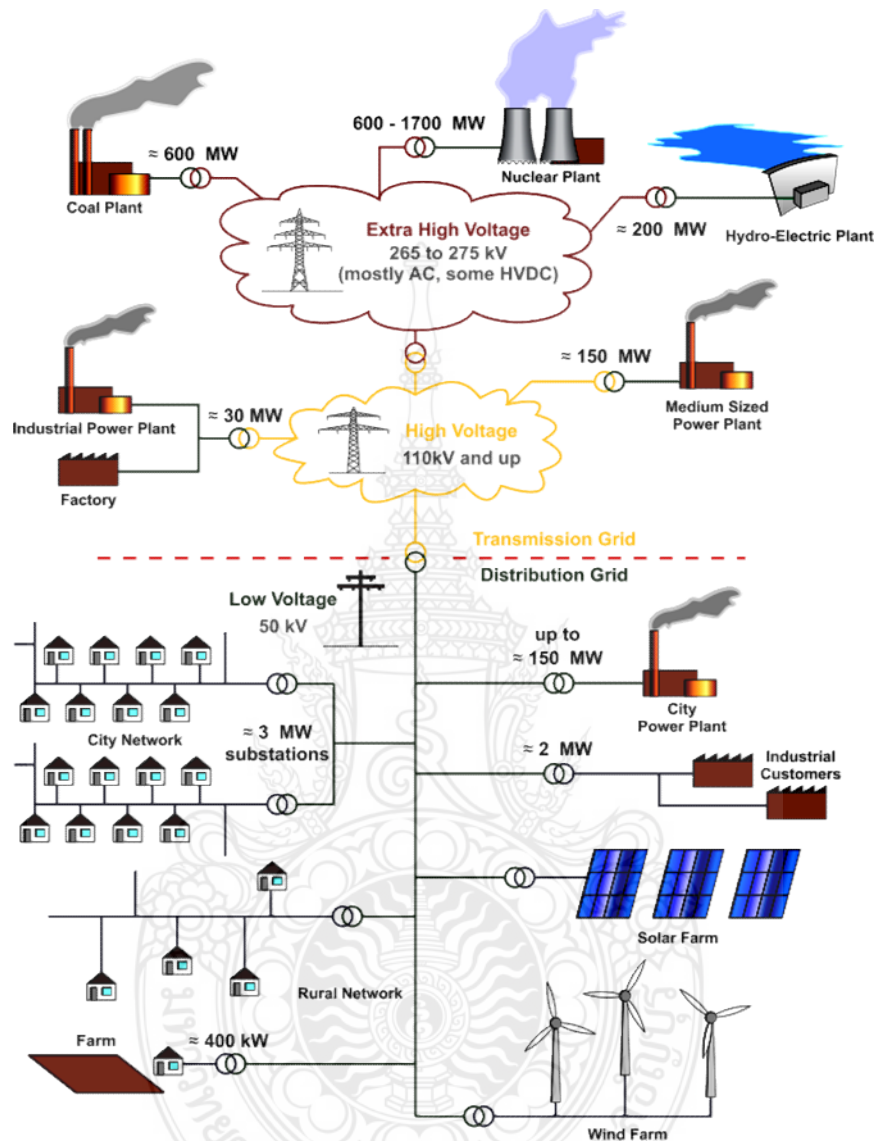 600 - 1700 MW
≈ 600 MW
Coal Plant
Nuclear Plant
Extra High Voltage
265 to 275 kV
(mostly AC, some HVDC)
≈ 200 MW
Hydro-Electric Plant
≈ 150 MW
Medium Sized
Power Plant
≈ 30 MW
Industrial Power Plant
Factory
High Voltage
110kV and up
Transmission Grid
Distribution Grid
Low Voltage
50 kV
up to
≈ 150 MW
City
Power Plant
City Network
≈ 3 MW
substations
≈ 2 MW
Industrial
Customers
Solar Farm
Rural Network
Farm
≈ 400 kW
Wind Farm